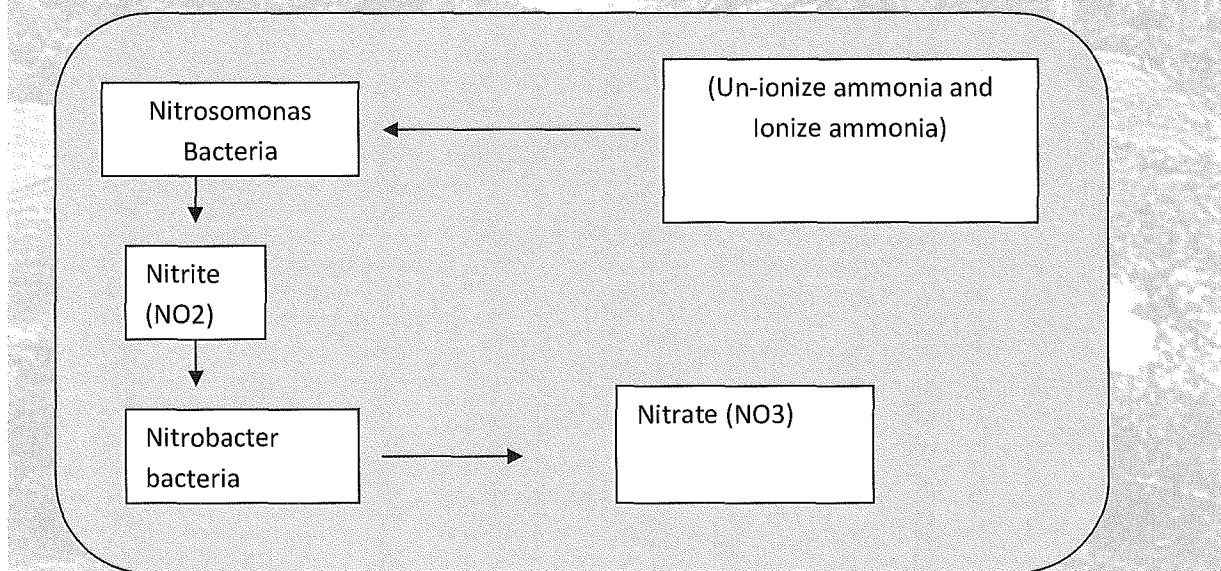 (Un-ionize ammonia and
Ionize ammonia)
Nitrosomonas
Bacteria
Nitrite
(NO2)
Nitrobacter
bacteria
Nitrate (NO3)